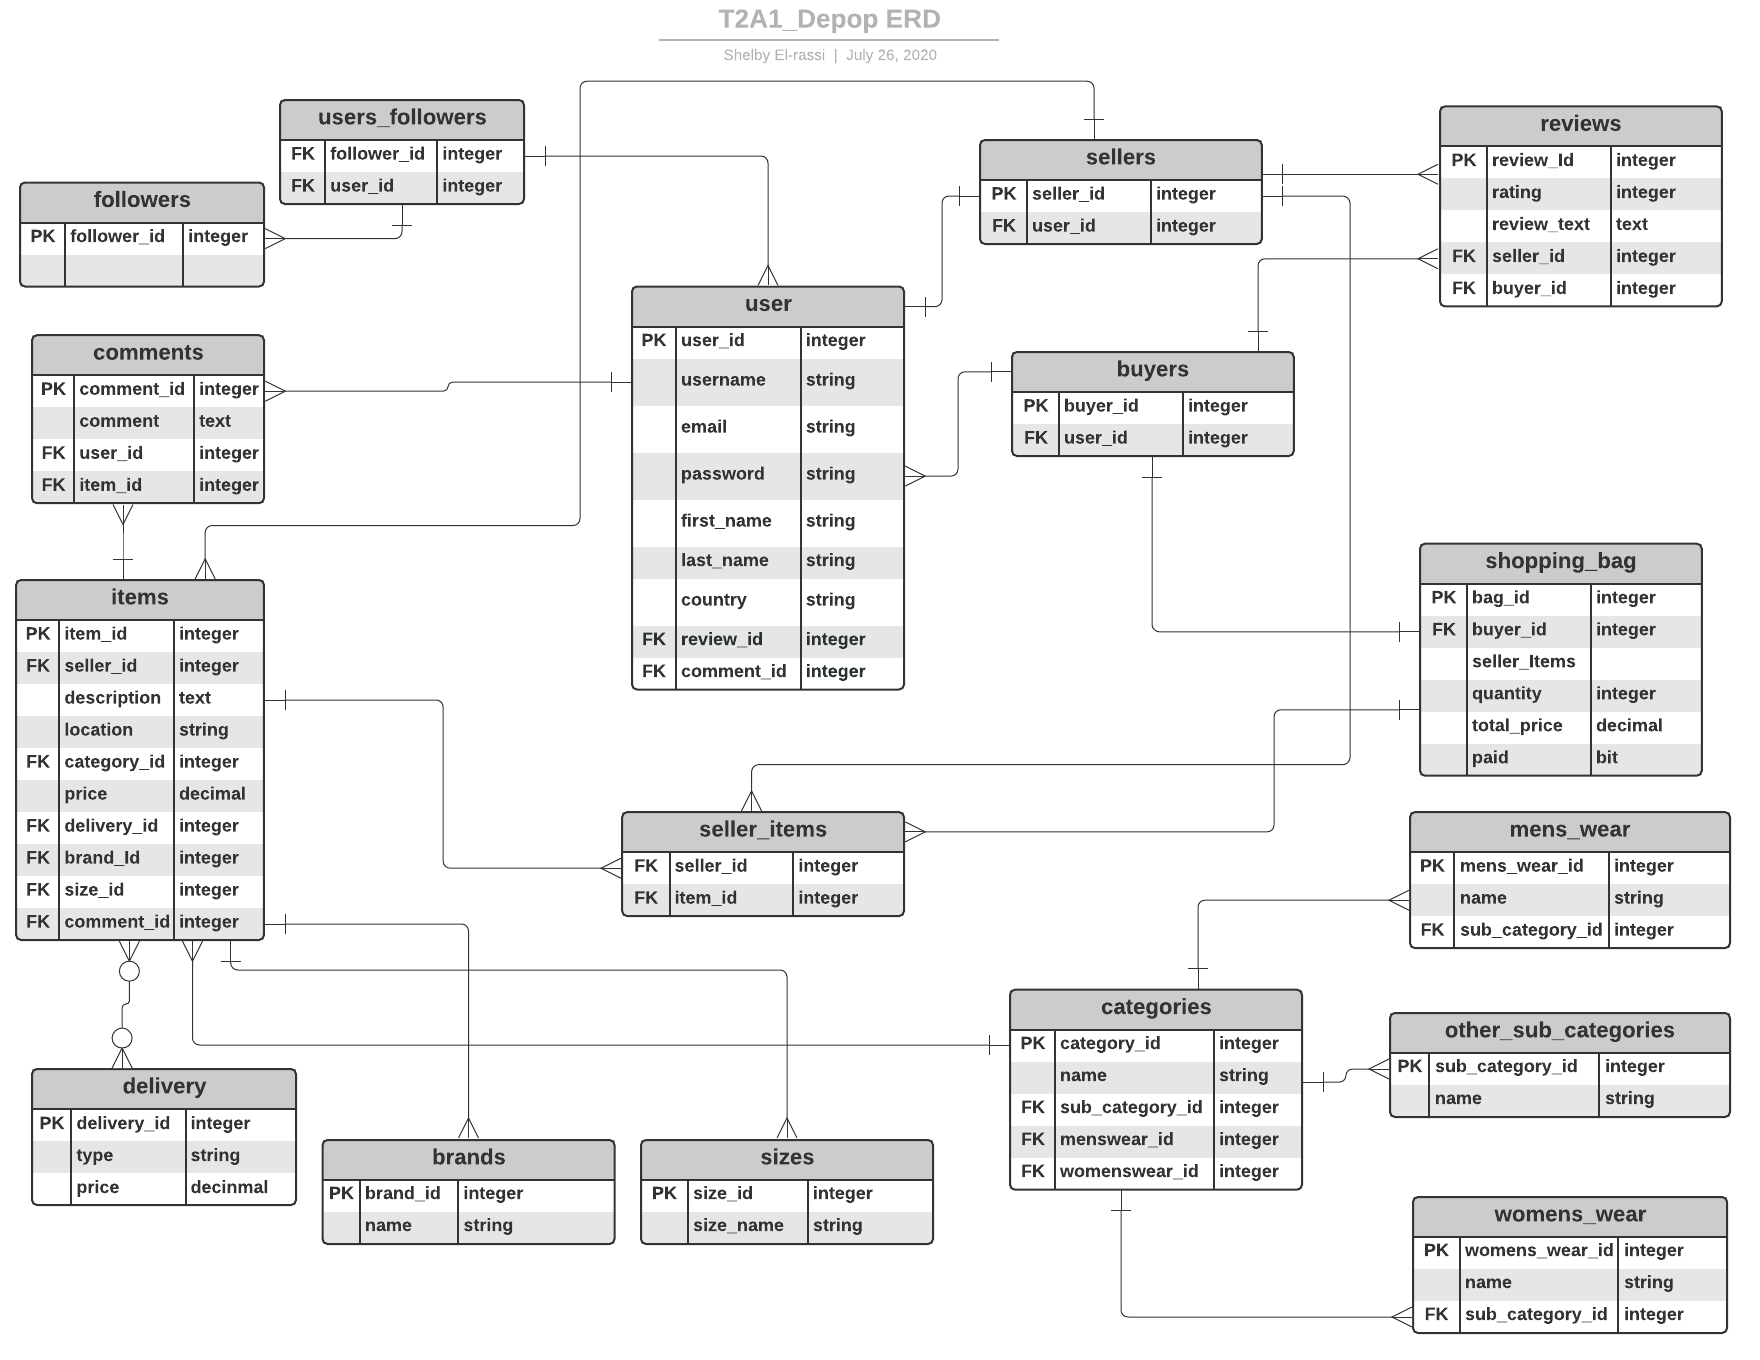 T2A1_Depop ERD
Shelby El-rassi | July 26, 2020
users_followers
FK follower_id integer
FK user_id integer
followers
PK follower_id integer
sellers
PK seller_id integer
FK user_id integer
reviews
PK review_Id integer
rating integer
review_text text
FK seller_id integer
FK buyer_id integer
user
PK user_id integer
username string
email string
password string
first_name string
last_name string
country string
FK review_id integer
FK comment_id integer
comments
PK comment_id integer
comment text
FK user_id integer
FK item_id integer
buyers
PK buyer_id integer
FK user_id integer
items
PK item_id integer
FK seller_id integer
description text
location string
FK category_id integer
price decimal
FK delivery_id integer
FK brand_Id integer
FK size_id integer
FK comment_id integer
shopping_bag
PK bag_id integer
FK buyer_id integer
seller_Items
quantity integer
total_price decimal
paid bit
seller_items
FK seller_id integer
FK item_id integer
mens_wear
PK mens_wear_id integer
name string
FK sub_category_id integer
categories
PK category_id integer
name string
FK sub_category_id integer
FK menswear_id integer
FK womenswear_id integer
other_sub_categories
PK sub_category_id integer
name string
delivery
PK delivery_id integer
type string
price decinmal
brands
PK brand_id integer
name string
sizes
PK size_id integer
size_name string
womens_wear
PK womens_wear_id integer
name string
FK sub_category_id integer